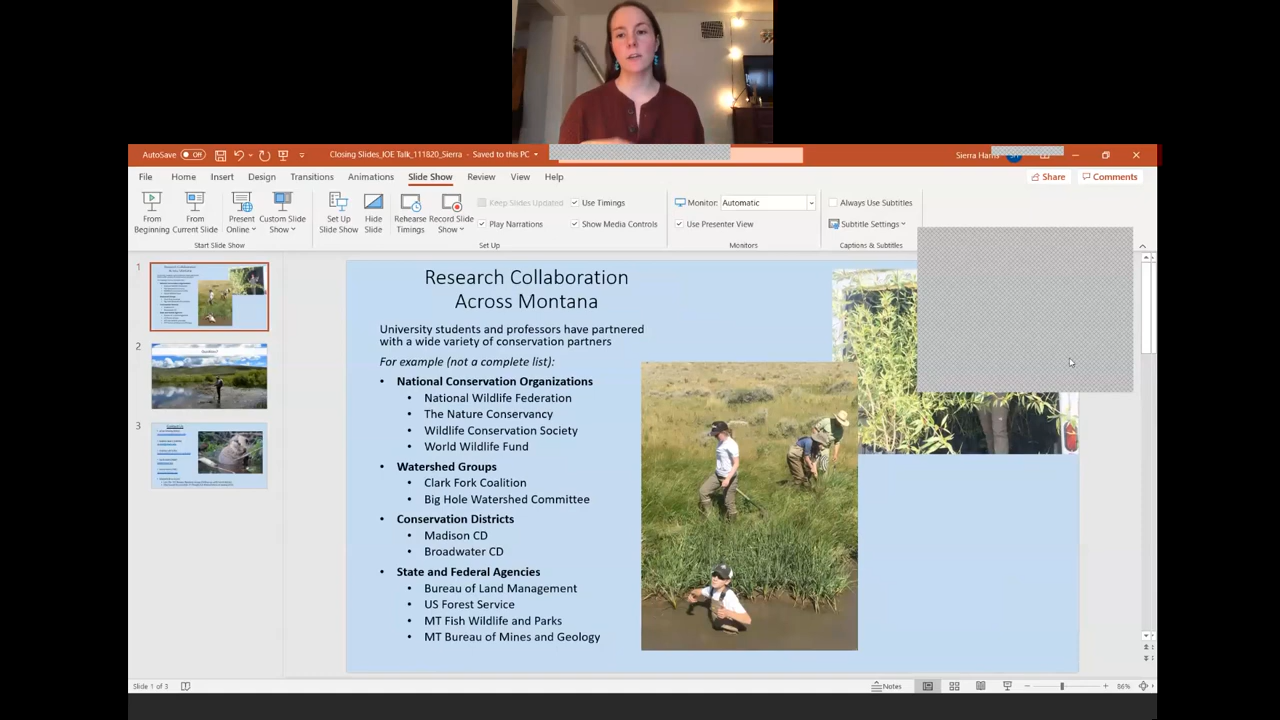 AutoSave Off Closing Slides_JOE Talk_111820_Sierra - Saved to this PC Sierra Harris
File Home Insert Design Transitions Animations Slide Show Review View Help Share Comments
From Beginning
From Current Slide
Present Online
Custom Slide Show
Start Slide Show
Set Up Slide Show
Hide Slide
Rehearse Timings
Record Slide Show
Keep Slides Updated
Play Narrations
Use Timings
Show Media Controls
Set Up
Monitor: Automatic
Use Presenter View
Monitors
Always Use Subtitles
Subtitle Settings
Captions & Subtitles
1
2
Questions?
3
Contact Us
Research Collaboration
Across Montana
University students and professors have partnered
with a wide variety of conservation partners
For example (not a complete list):
• National Conservation Organizations
• National Wildlife Federation
• The Nature Conservancy
• Wildlife Conservation Society
• World Wildlife Fund
• Watershed Groups
• Clark Fork Coalition
• Big Hole Watershed Committee
• Conservation Districts
• Madison CD
• Broadwater CD
• State and Federal Agencies
• Bureau of Land Management
• US Forest Service
• MT Fish Wildlife and Parks
• MT Bureau of Mines and Geology
Slide 1 of 3 Notes 86%